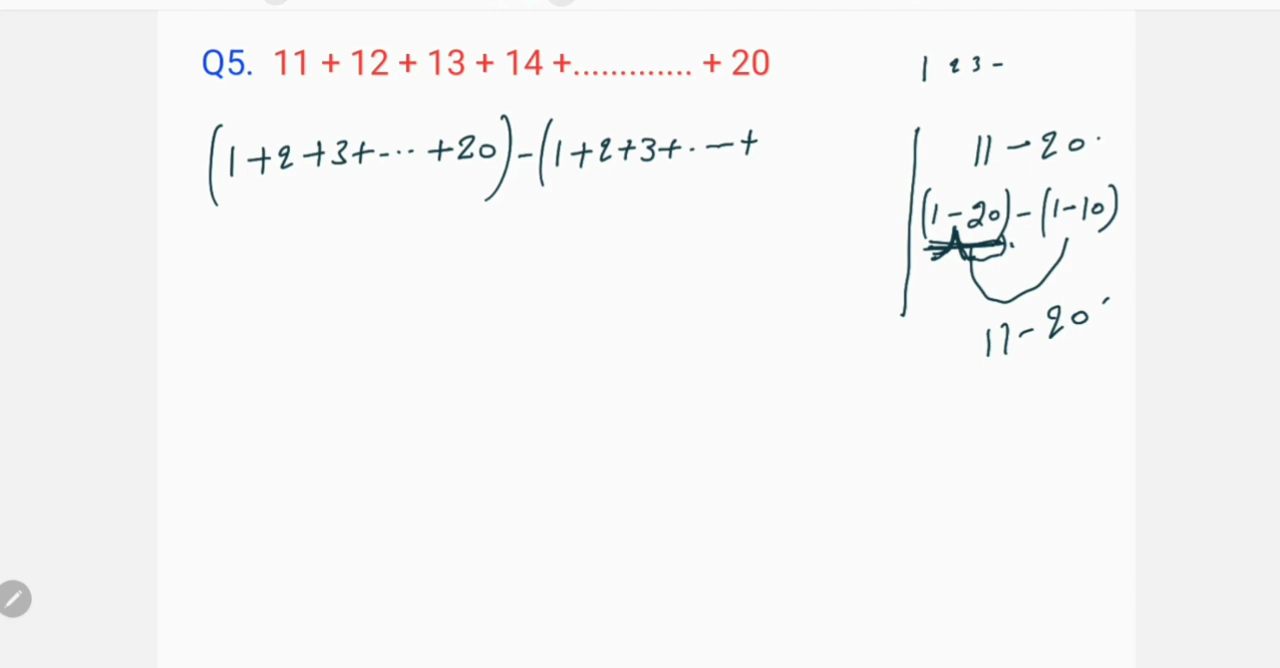 Q5. 11 + 12 + 13 + 14 +............. + 20
1 2 3 -
(1+2+3+-··· +20)-(1+2+3+··—+
11-20·
(1-20)-(1-10)
11-20